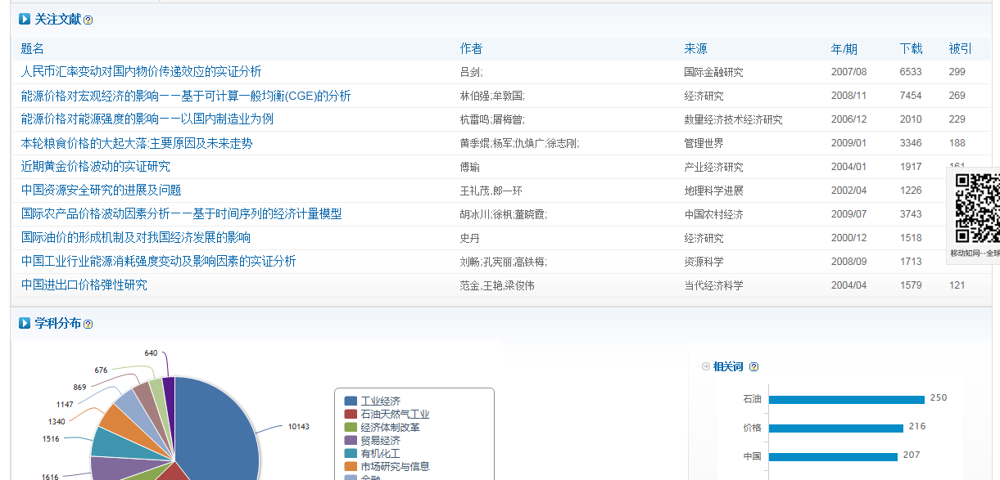 关注文献
题名 作者 来源 年/期 下载 被引
人民币汇率变动对国内物价传递效应的实证分析 吕剑; 国际金融研究 2007/08 6533 299
能源价格对宏观经济的影响——基于可计算一般均衡(CGE)的分析 林伯强;牟敦国; 经济研究 2008/11 7454 269
能源价格对能源强度的影响——以国内制造业为例 杭雷鸣;屠梅曾; 数量经济技术经济研究 2006/12 2010 229
本轮粮食价格的大起大落:主要原因及未来走势 黄季焜;杨军;仇焕广;徐志刚; 管理世界 2009/01 3346 188
近期黄金价格波动的实证研究 傅瑜 产业经济研究 2004/01 1917 161
中国资源安全研究的进展及问题 王礼茂,郎一环 地理科学进展 2002/04 1226
国际农产品价格波动因素分析——基于时间序列的经济计量模型 胡冰川;徐枫;董晓霞; 中国农村经济 2009/07 3743
国际油价的形成机制及对我国经济发展的影响 史丹 经济研究 2000/12 1518
中国工业行业能源消耗强度变动及影响因素的实证分析 刘畅;孔宪丽;高铁梅; 资源科学 2008/09 1713
中国进出口价格弹性研究 范金,王艳,梁俊伟 当代经济科学 2004/04 1579 121
移动知网--全球
学科分布
640
676
869
1147
1340
1516
1616
10143
工业经济
石油天然气工业
经济体制改革
贸易经济
有机化工
市场研究与信息
金融
相关词
石油 250
价格 216
中国 207